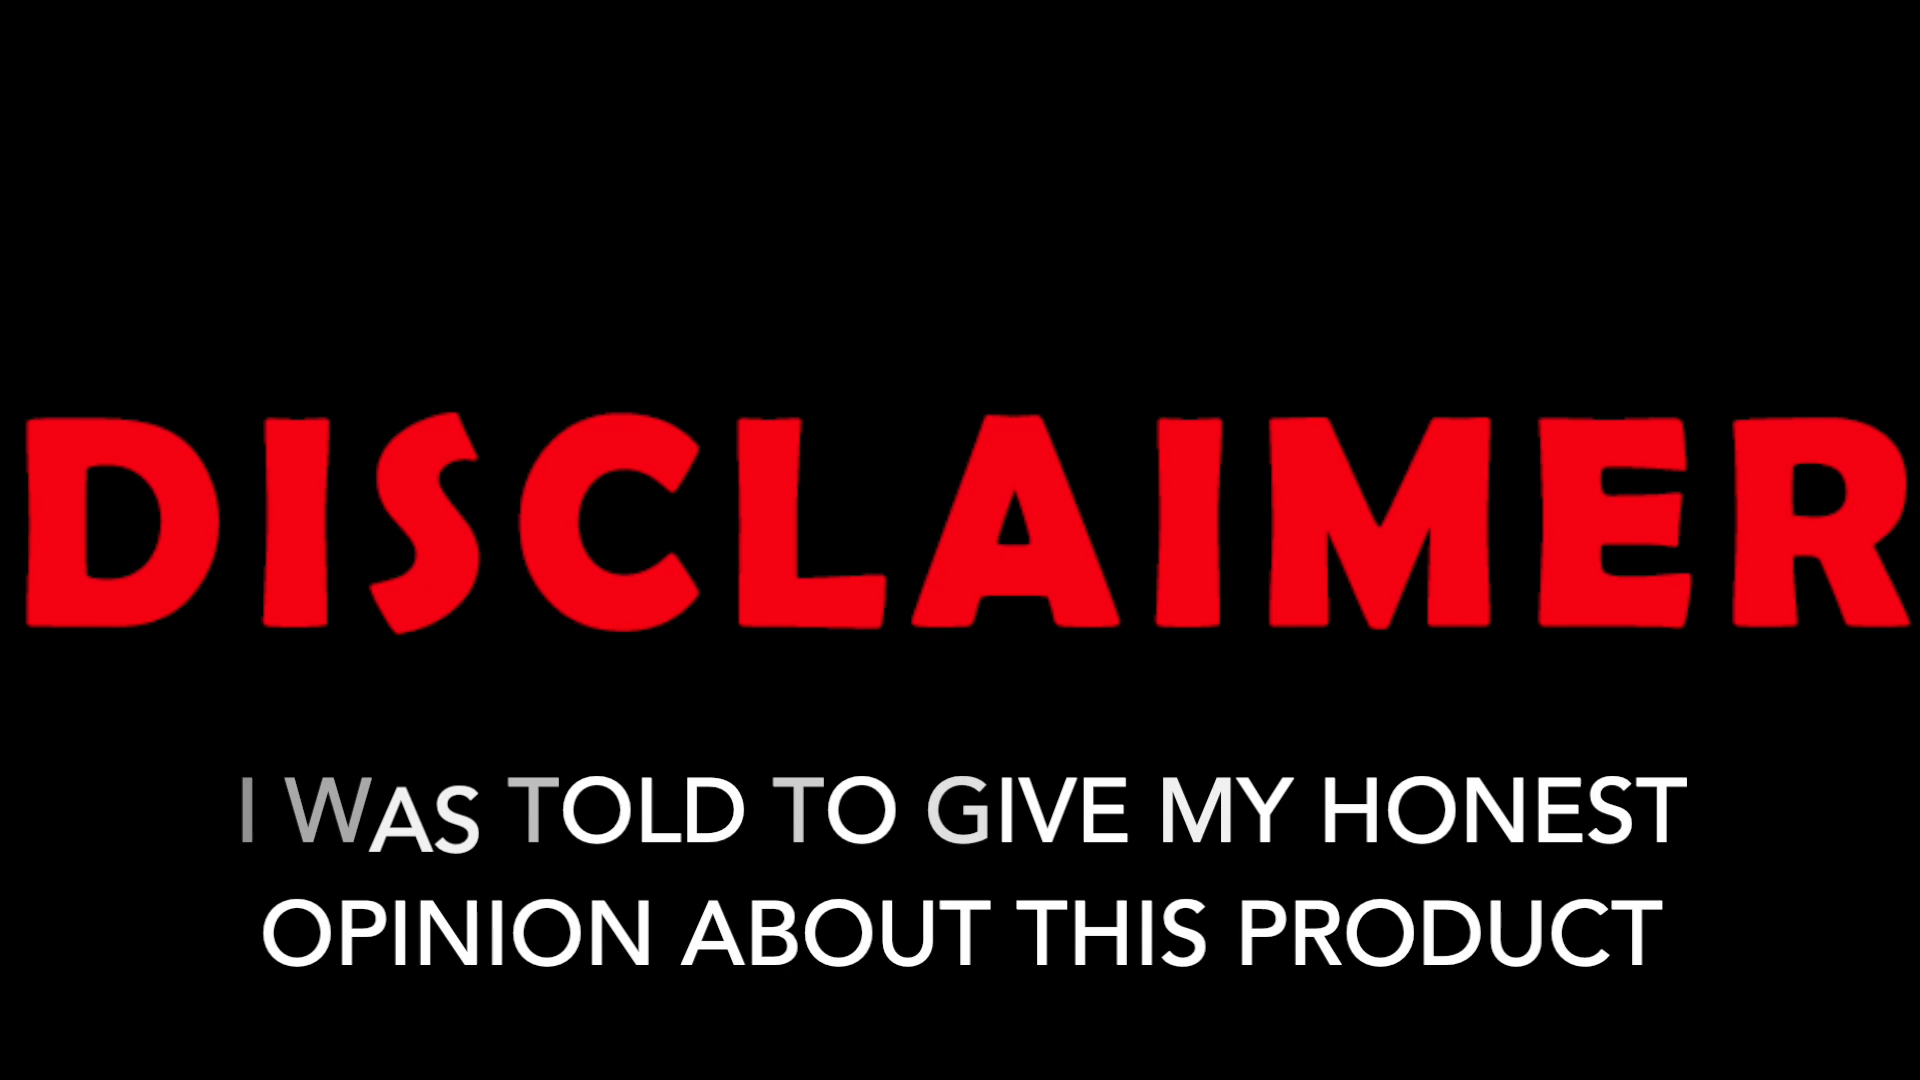 DISCLAIMER
I WAS TOLD TO GIVE MY HONEST
OPINION ABOUT THIS PRODUCT